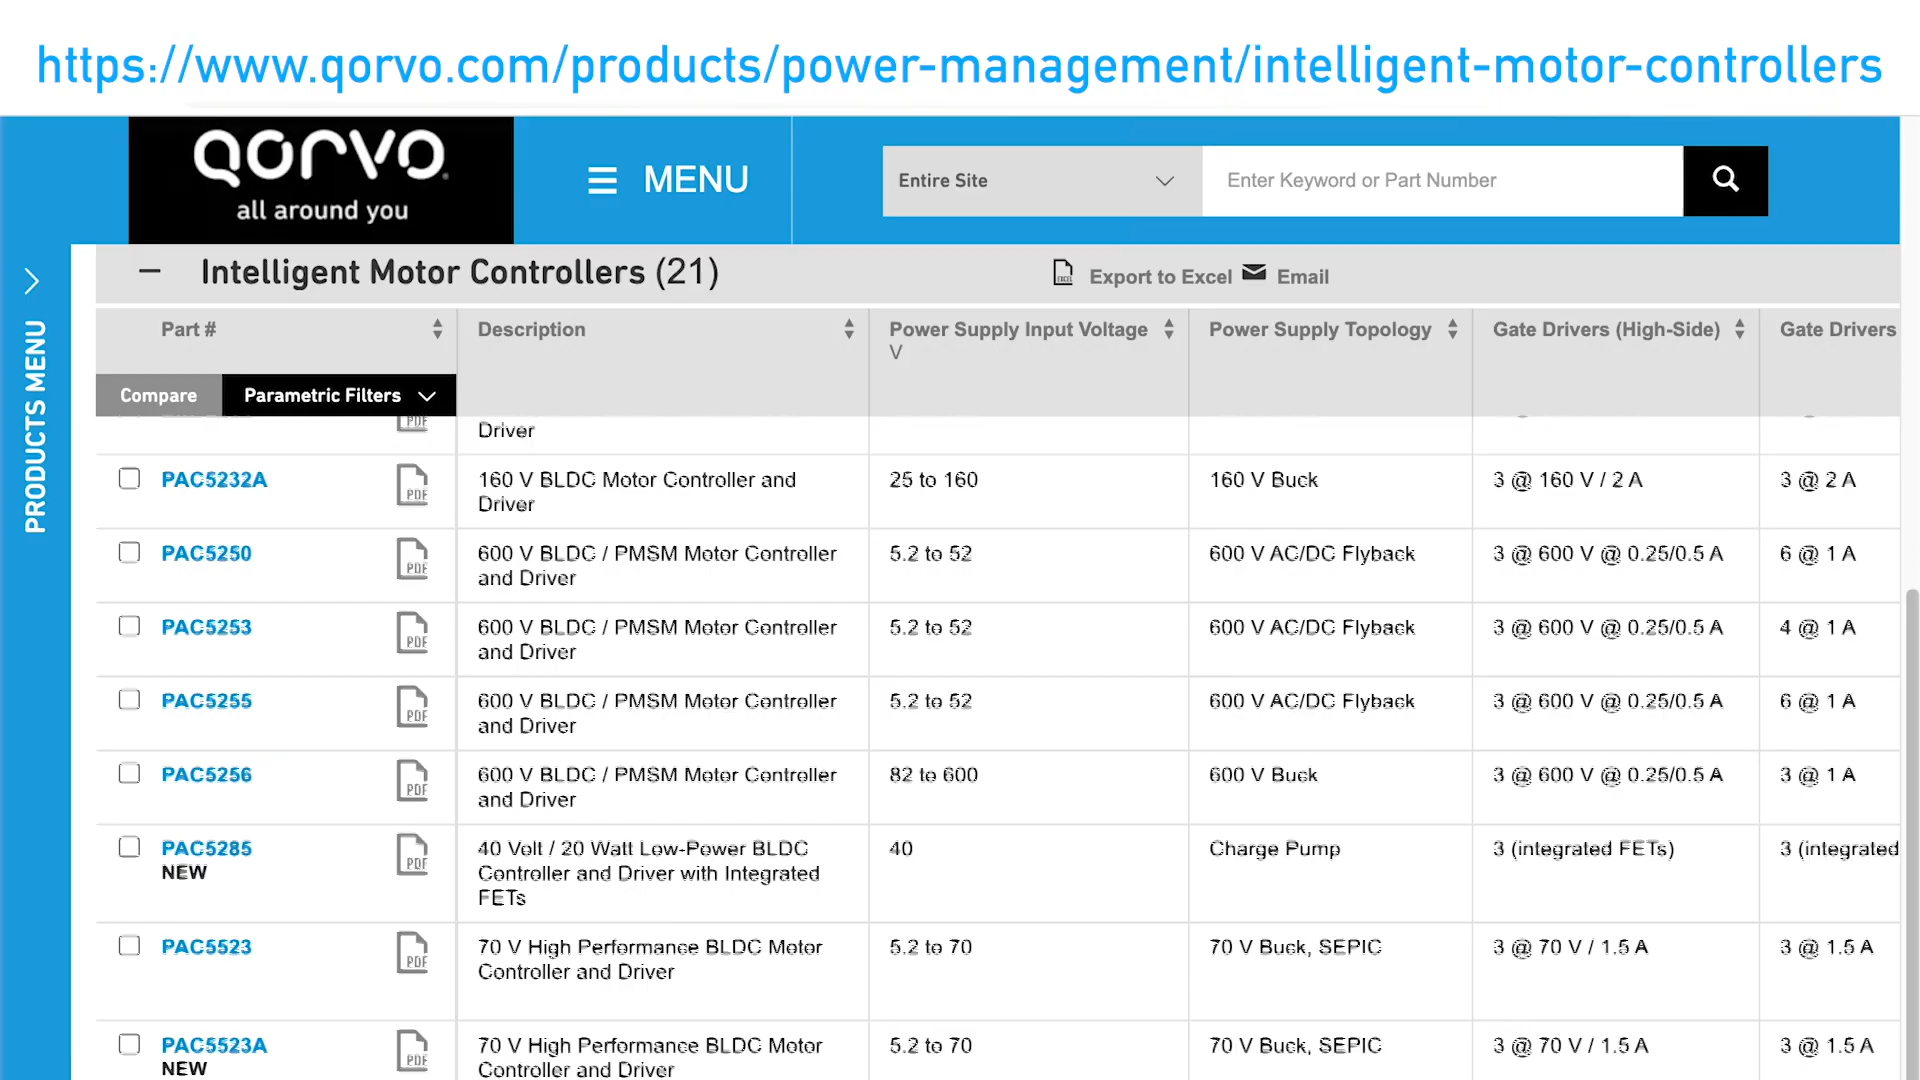 https://www.qorvo.com/products/power-management/intelligent-motor-controllers
QORVO
all around you
MENU
Entire Site
Enter Keyword or Part Number
PRODUCTS MENU
Intelligent Motor Controllers (21)
Export to Excel
Email
Part #
Description
Power Supply Input Voltage
V
Power Supply Topology
Gate Drivers (High-Side)
Gate Drivers
Compare
Parametric Filters
PDF
Driver
PAC5232A
PDF
160 V BLDC Motor Controller and
Driver
25 to 160
160 V Buck
3 @ 160 V / 2 A
3 @ 2 A
PAC5250
PDF
600 V BLDC / PMSM Motor Controller
and Driver
5.2 to 52
600 V AC/DC Flyback
3 @ 600 V @ 0.25/0.5 A
6 @ 1 A
PAC5253
PDF
600 V BLDC / PMSM Motor Controller
and Driver
5.2 to 52
600 V AC/DC Flyback
3 @ 600 V @ 0.25/0.5 A
4 @ 1 A
PAC5255
PDF
600 V BLDC / PMSM Motor Controller
and Driver
5.2 to 52
600 V AC/DC Flyback
3 @ 600 V @ 0.25/0.5 A
6 @ 1 A
PAC5256
PDF
600 V BLDC / PMSM Motor Controller
and Driver
82 to 600
600 V Buck
3 @ 600 V @ 0.25/0.5 A
3 @ 1 A
PAC5285
NEW
PDF
40 Volt / 20 Watt Low-Power BLDC
Controller and Driver with Integrated
FETs
40
Charge Pump
3 (integrated FETs)
3 (integrated
PAC5523
PDF
70 V High Performance BLDC Motor
Controller and Driver
5.2 to 70
70 V Buck, SEPIC
3 @ 70 V / 1.5 A
3 @ 1.5 A
PAC5523A
NEW
PDF
70 V High Performance BLDC Motor
Controller and Driver
5.2 to 70
70 V Buck, SEPIC
3 @ 70 V / 1.5 A
3 @ 1.5 A